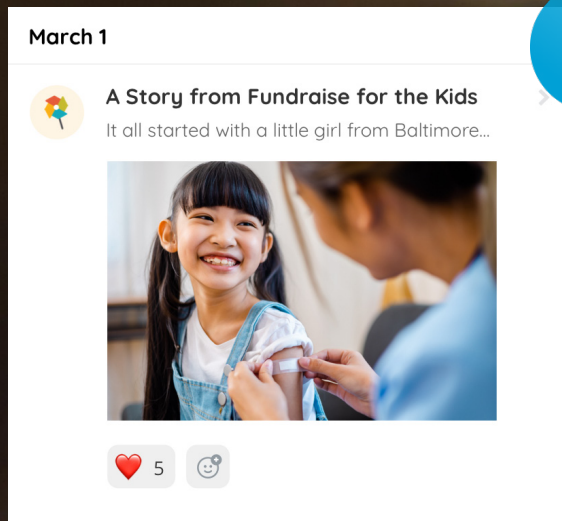 March 1
A Story from Fundraise for the Kids
It all started with a little girl from Baltimore...
5